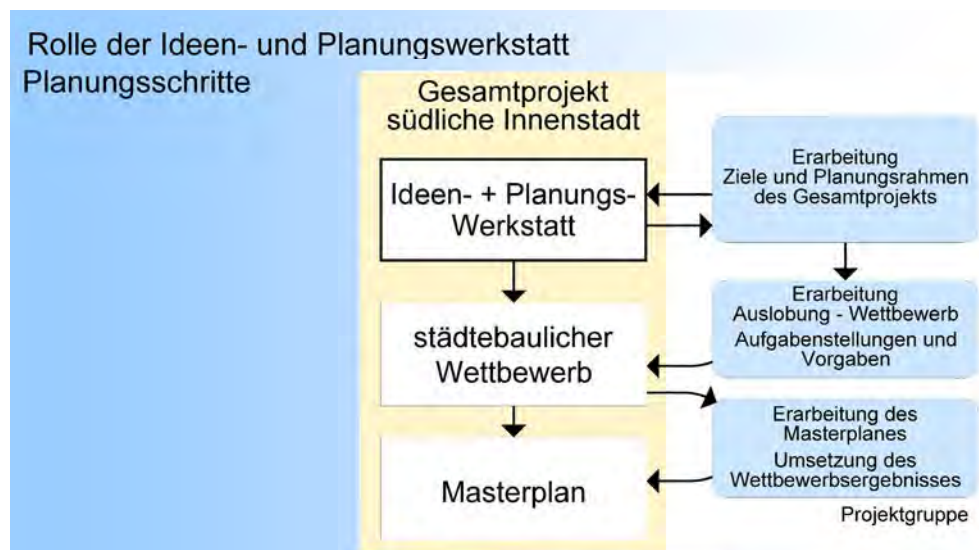 Rolle der Ideen- und Planungswerkstatt
Planungsschritte
Gesamtprojekt
südliche Innenstadt
Ideen- + Planungs-
Werkstatt
Erarbeitung
Ziele und Planungsrahmen
des Gesamtprojekts
städtebaulicher
Wettbewerb
Erarbeitung
Auslobung - Wettbewerb
Aufgabenstellungen und
Vorgaben
Masterplan
Erarbeitung des
Masterplanes
Umsetzung des
Wettbewerbsergebnisses
Projektgruppe